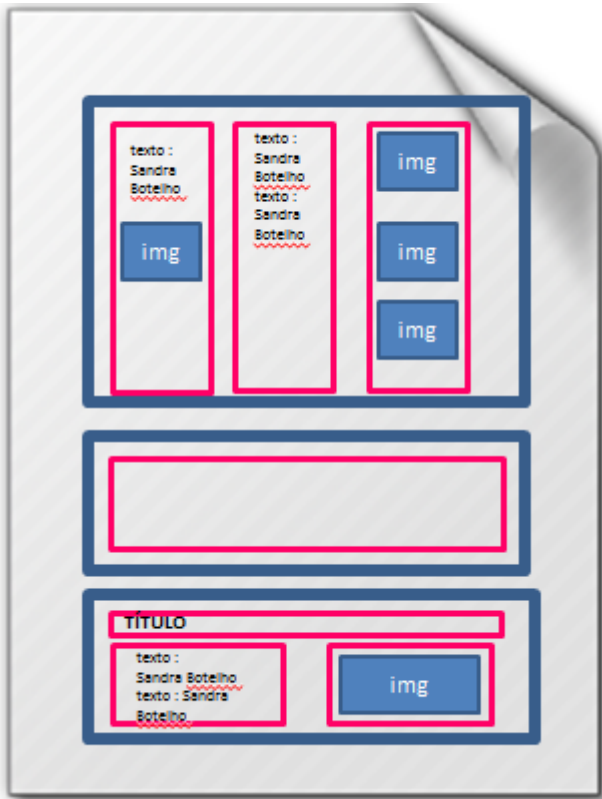 texto :
Sandra
Botelho
img
texto :
Sandra
Botelho
texto :
Sandra
Botelho
img
img
img
TÍTULO
texto :
Sandra Botelho
texto : Sandra
Botelho
img